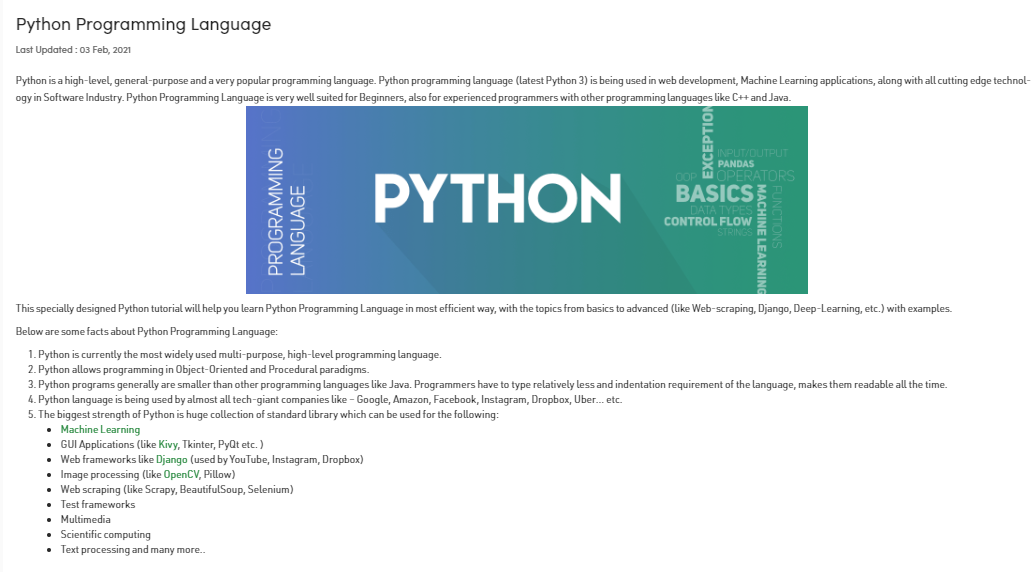 Python Programming Language
Last Updated : 03 Feb, 2021
Python is a high-level, general-purpose and a very popular programming language. Python programming language (latest Python 3) is being used in web development, Machine Learning applications, along with all cutting edge technol-
ogy in Software Industry. Python Programming Language is very well suited for Beginners, also for experienced programmers with other programming languages like C++ and Java.
PROGRAMMING
LANGUAGE
PYTHON
EXCEPTION
INPUT/OUTPUT
PANDAS
OOP
OPERATORS
BASICS
DATA TYPES
CONTROL FLOW
STRINGS
MACHINE LEARNING
FUNCTIONS
This specially designed Python tutorial will help you learn Python Programming Language in most efficient way, with the topics from basics to advanced (like Web-scraping, Django, Deep-Learning, etc.) with examples.
Below are some facts about Python Programming Language:
1. Python is currently the most widely used multi-purpose, high-level programming language.
2. Python allows programming in Object-Oriented and Procedural paradigms.
3. Python programs generally are smaller than other programming languages like Java. Programmers have to type relatively less and indentation requirement of the language, makes them readable all the time.
4. Python language is being used by almost all tech-giant companies like – Google, Amazon, Facebook, Instagram, Dropbox, Uber… etc.
5. The biggest strength of Python is huge collection of standard library which can be used for the following:
• Machine Learning
• GUI Applications (like Kivy, Tkinter, PyQt etc. )
• Web frameworks like Django (used by YouTube, Instagram, Dropbox)
• Image processing (like OpenCV, Pillow)
• Web scraping (like Scrapy, BeautifulSoup, Selenium)
• Test frameworks
• Multimedia
• Scientific computing
• Text processing and many more..